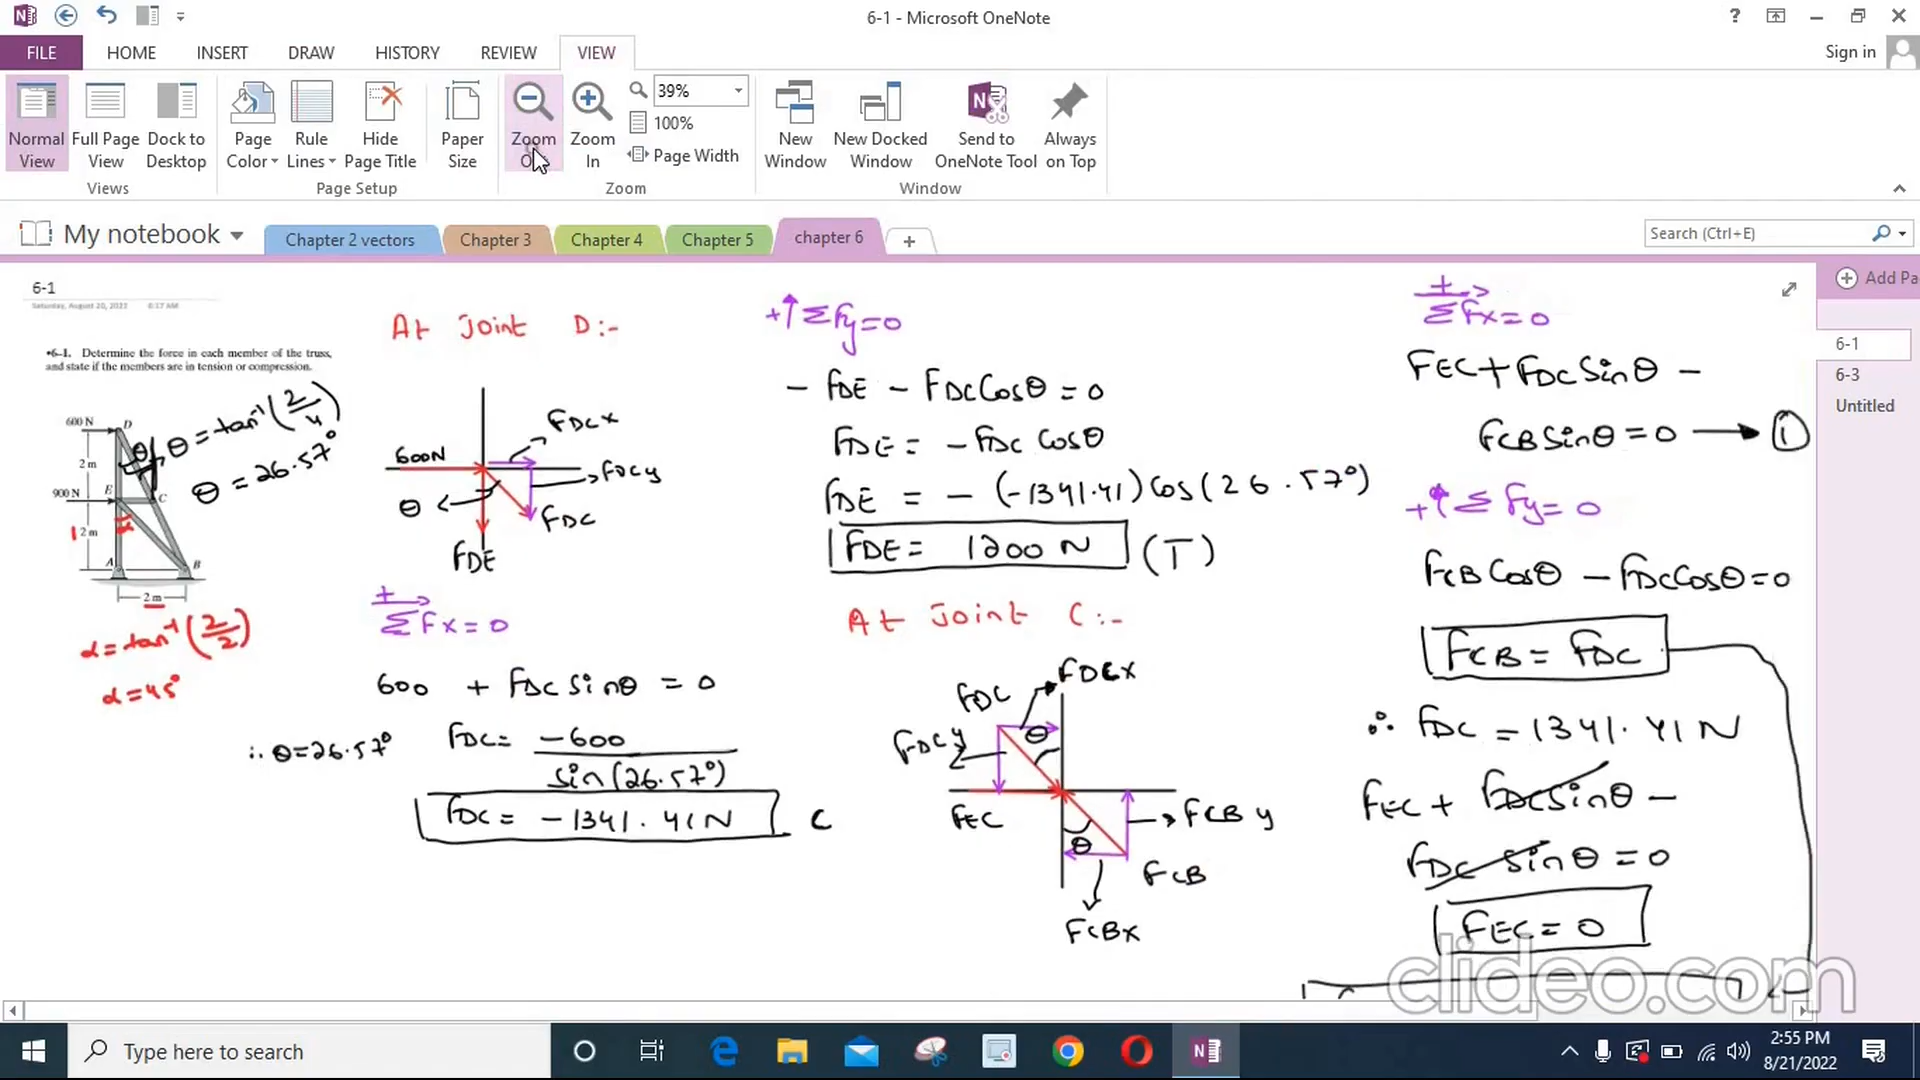 6-1 - Microsoft OneNote
?
FILE HOME INSERT DRAW HISTORY REVIEW VIEW
Sign in
Normal View
Full Page View
Dock to Desktop
Views
Page Color
Rule Lines
Hide Page Title
Paper Size
Page Setup
Zoom Out
Zoom In
39%
100%
Page Width
Zoom
New Window
New Docked Window
Send to OneNote Tool
Always on Top
Window
My notebook
Chapter 2 vectors
Chapter 3
Chapter 4
Chapter 5
chapter 6
+
Search (Ctrl+E)
Add Pa
6-1
6-3
Untitled
6-1
Saturday, August 20, 2022 6:17 AM
•6-1. Determine the force in each member of the truss,
and state if the members are in tension or compression.
600 N
D
2 m
900 N
E
C
2 m
A
B
2 m
θ
θ = tan⁻¹(2/4)
θ = 26.57°
α
α = tan⁻¹(2/2)
α = 45°
At Joint D:-
600N
FDCx
FDCy
θ
FDC
FDE
+→ ΣFx = 0
600 + FDC sinθ = 0
∴ θ = 26.57°
FDC = -600
sin(26.57°)
FDC = -1341.41 N C
+↑ ΣFy = 0
- FDE - FDC Cosθ = 0
FDE = -FDC Cosθ
FDE = -(-1341.41) Cos(26.57°)
FDE = 1200 N (T)
At Joint C:-
FDCx
FDC
FDCy
θ
FEC
FCBy
θ
FCB
FCBx
+→ ΣFx = 0
FEC + FDC Sinθ -
FCB Sinθ = 0 → ①
+↑ ΣFy = 0
FCB Cosθ - FDC Cosθ = 0
FCB = FDC
∴ FDC = -1341.41 N
FEC + FDC Sinθ -
FDC Sinθ = 0
FEC = 0
clideo.com
Type here to search
2:55 PM
8/21/2022